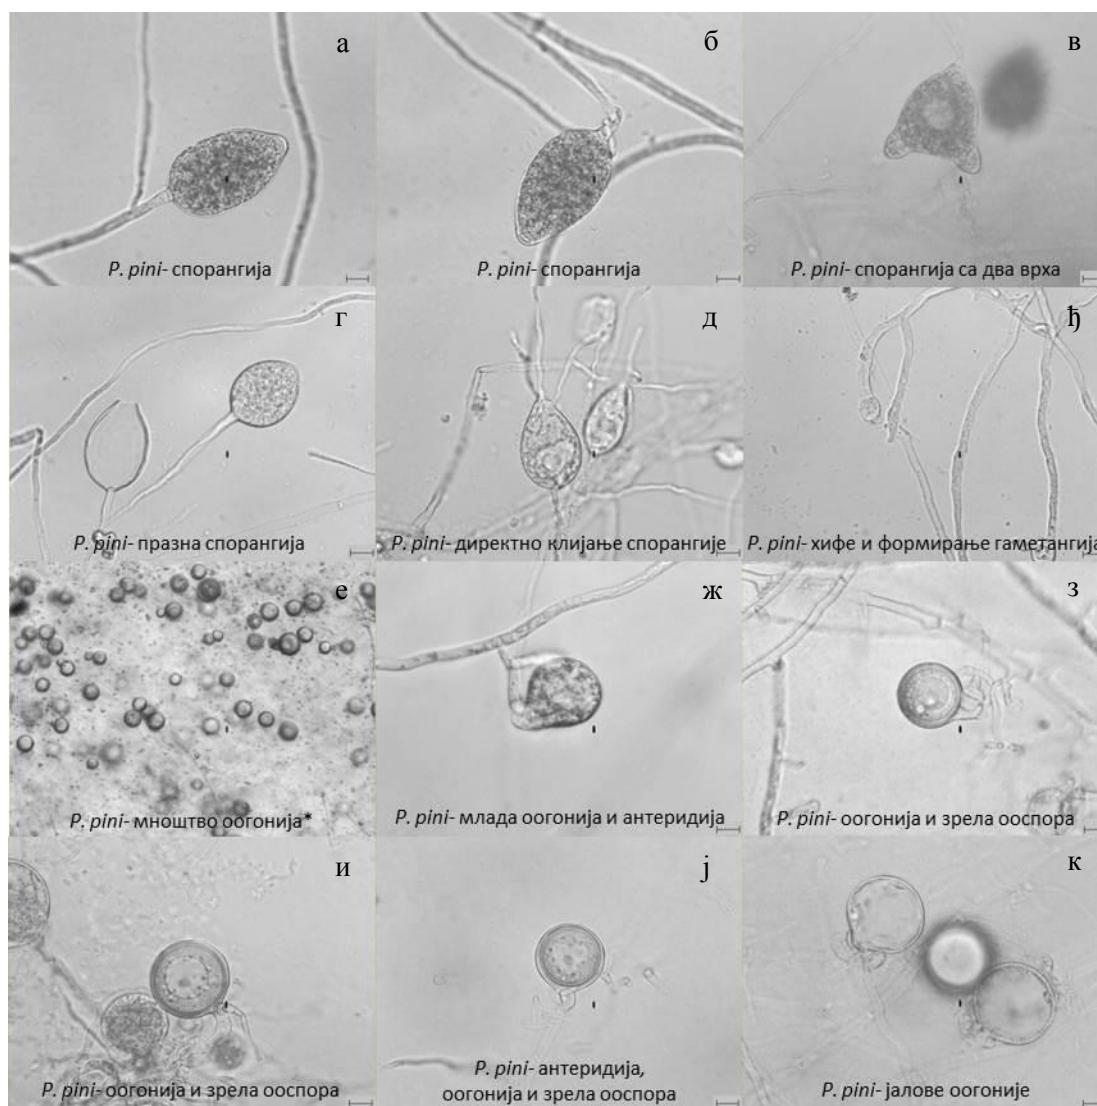 а
P. pini- спорангија
б
P. pini- спорангија
в
P. pini- спорангија са два врха
г
P. pini- празна спорангија
д
P. pini- директно клијање спорангије
ђ
P. pini- хифе и формирање гаметангија
е
P. pini- мноштво оогонија*
ж
P. pini- млада оогонија и антеридија
з
P. pini- оогонија и зрела ооспора
и
P. pini- оогонија и зрела ооспора
ј
P. pini- антеридија,
оогонија и зрела ооспора
к
P. pini- јалове оогоније